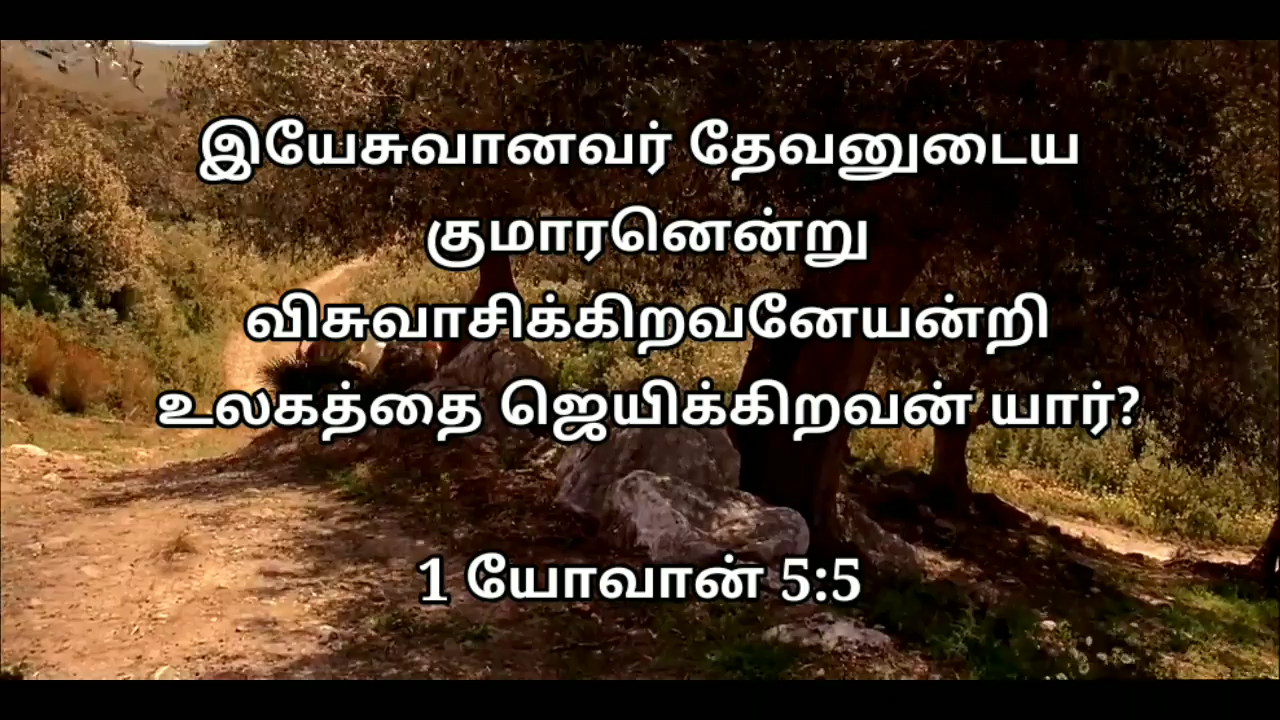 இயேசுவானவர் தேவனுடைய
குமாரனென்று
விசுவாசிக்கிறவனேயன்றி
உலகத்தை ஜெயிக்கிறவன் யார்?
1 யோவான் 5:5